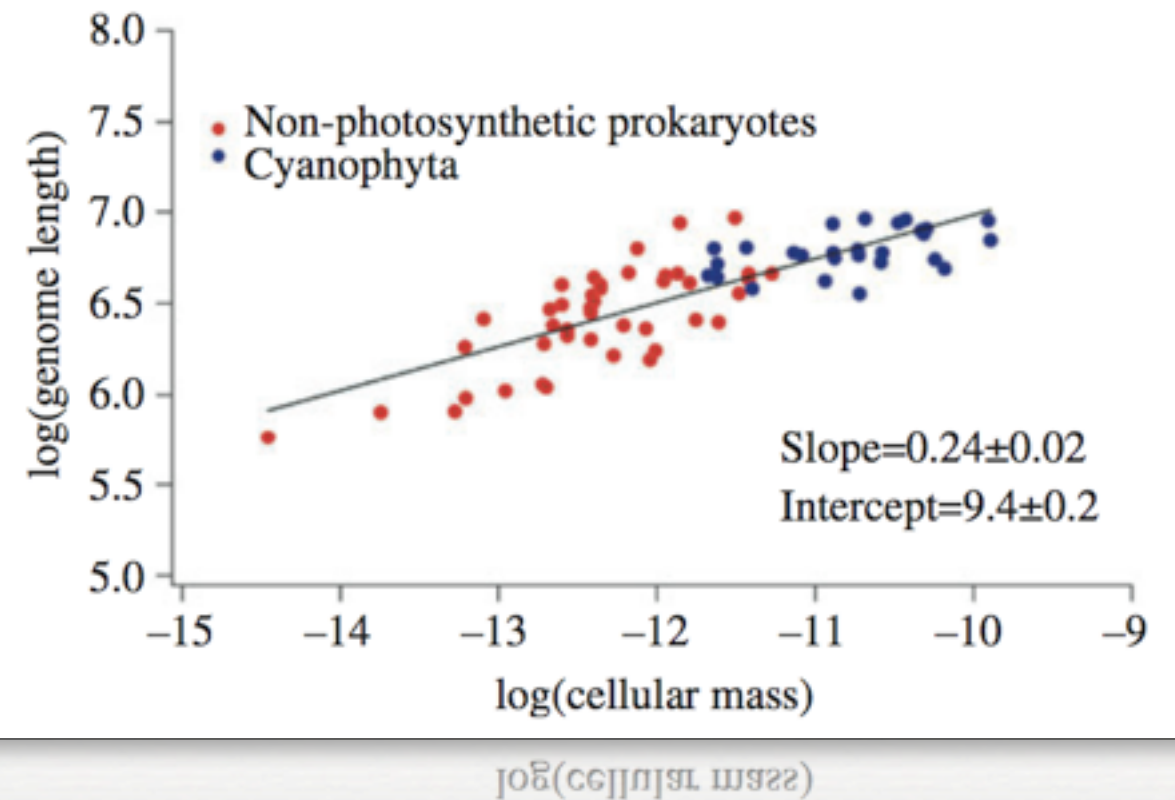 8.0
7.5
7.0
6.5
6.0
5.5
5.0
log(genome length)
Non-photosynthetic prokaryotes
Cyanophyta
Slope=0.24±0.02
Intercept=9.4±0.2
–15 –14 –13 –12 –11 –10 –9
log(cellular mass)
log(cellular mass)